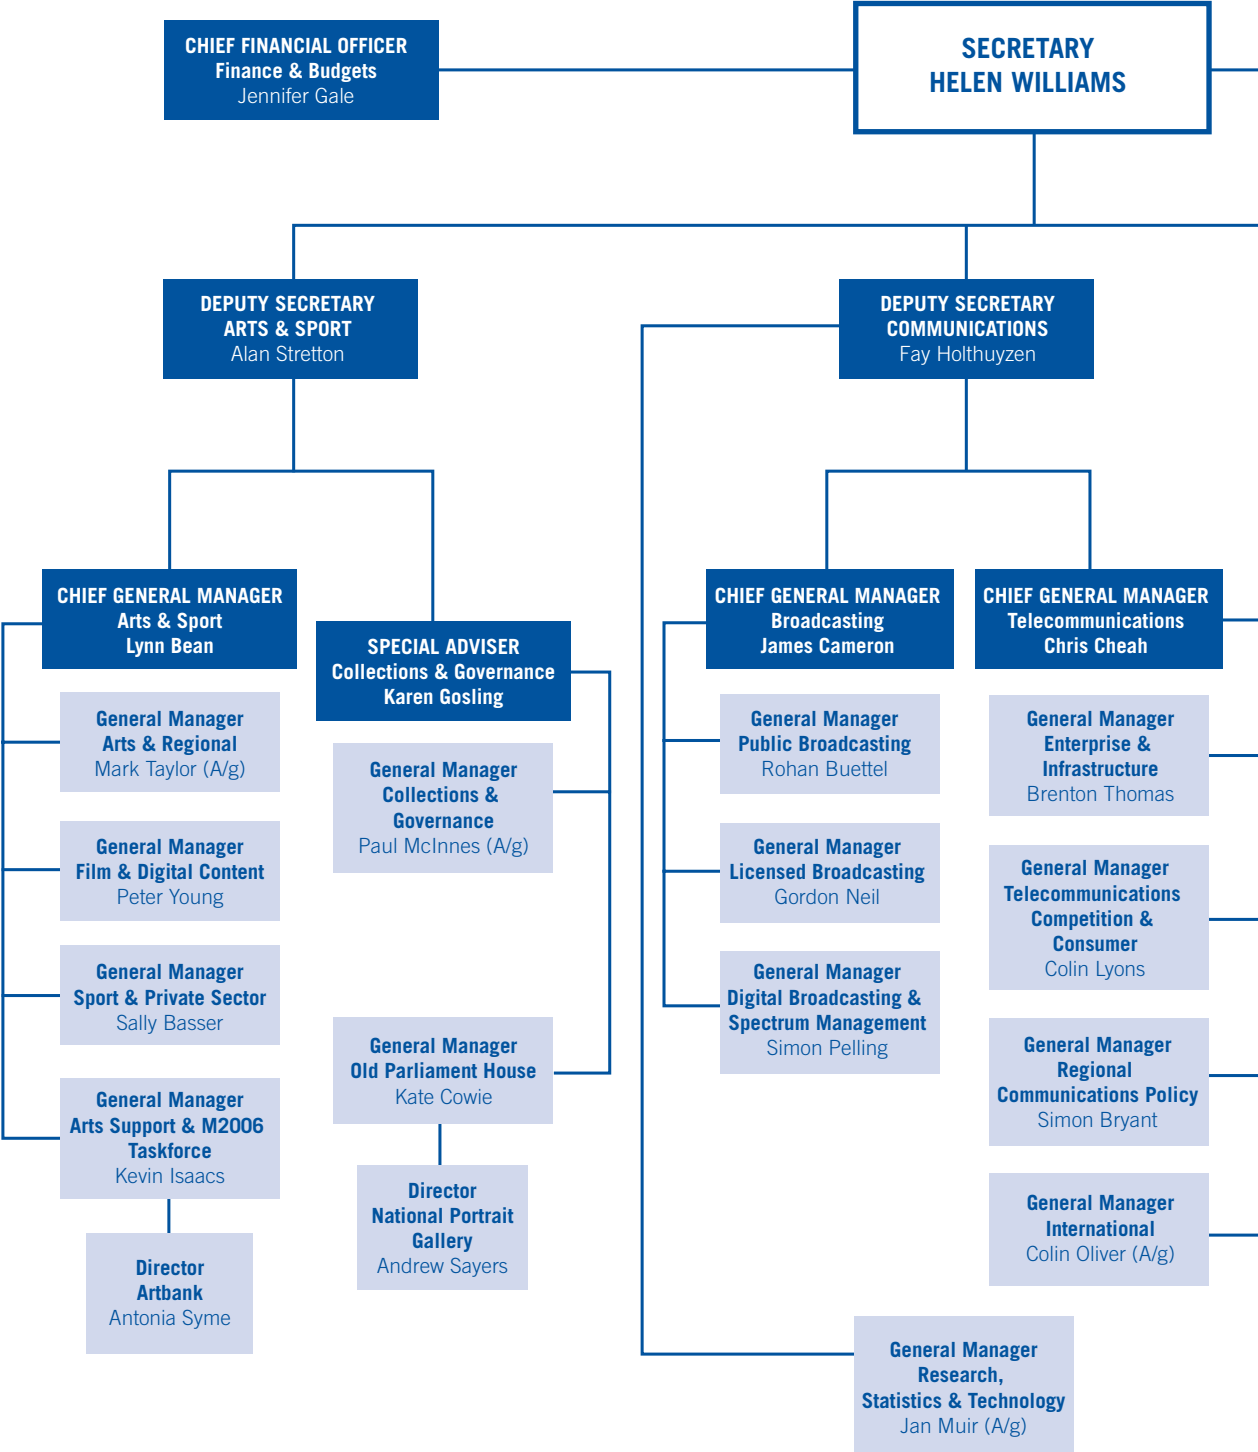 CHIEF FINANCIAL OFFICER
Finance & Budgets
Jennifer Gale
SECRETARY
HELEN WILLIAMS
DEPUTY SECRETARY
ARTS & SPORT
Alan Stretton
DEPUTY SECRETARY
COMMUNICATIONS
Fay Holthuyzen
CHIEF GENERAL MANAGER
Arts & Sport
Lynn Bean
General Manager
Arts & Regional
Mark Taylor (A/g)
General Manager
Film & Digital Content
Peter Young
General Manager
Sport & Private Sector
Sally Basser
General Manager
Arts Support & M2006
Taskforce
Kevin Isaacs
Director
Artbank
Antonia Syme
SPECIAL ADVISER
Collections & Governance
Karen Gosling
General Manager
Collections &
Governance
Paul McInnes (A/g)
General Manager
Old Parliament House
Kate Cowie
Director
National Portrait
Gallery
Andrew Sayers
CHIEF GENERAL MANAGER
Broadcasting
James Cameron
General Manager
Public Broadcasting
Rohan Buettel
General Manager
Licensed Broadcasting
Gordon Neil
General Manager
Digital Broadcasting &
Spectrum Management
Simon Pelling
CHIEF GENERAL MANAGER
Telecommunications
Chris Cheah
General Manager
Enterprise &
Infrastructure
Brenton Thomas
General Manager
Telecommunications
Competition &
Consumer
Colin Lyons
General Manager
Regional
Communications Policy
Simon Bryant
General Manager
International
Colin Oliver (A/g)
General Manager
Research,
Statistics & Technology
Jan Muir (A/g)